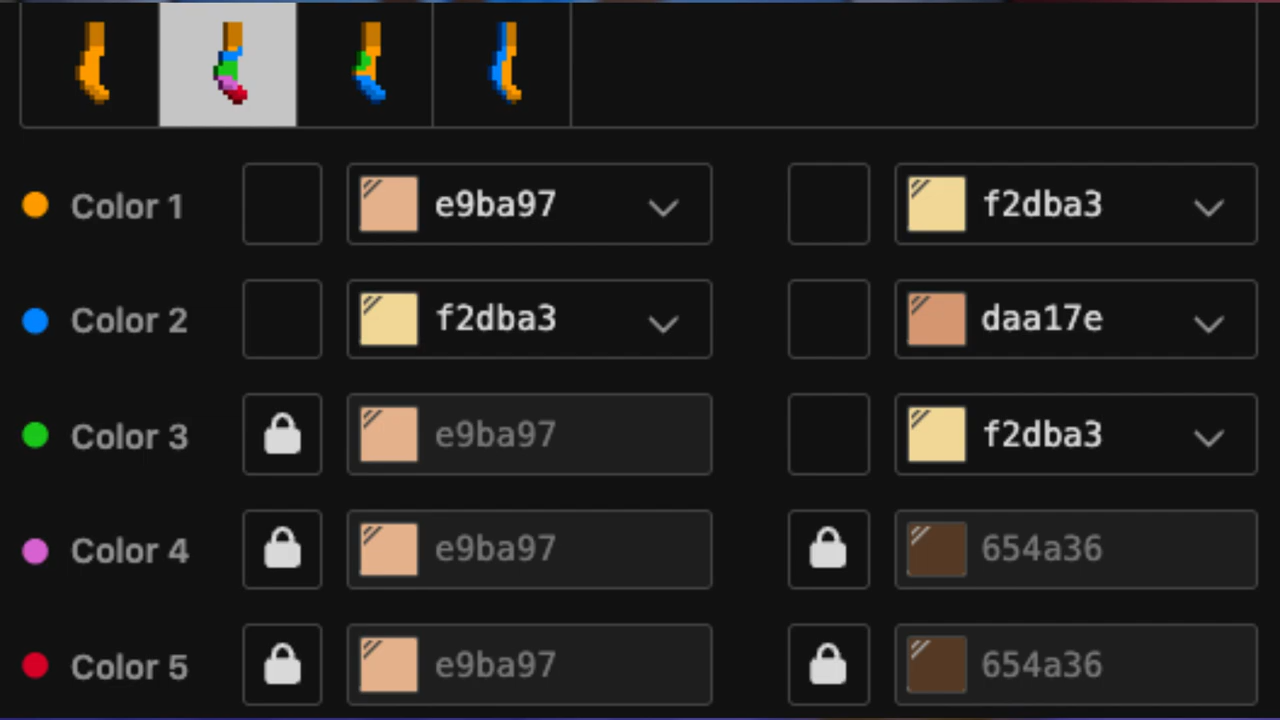 Color 1 e9ba97 f2dba3
Color 2 f2dba3 daa17e
Color 3 e9ba97 f2dba3
Color 4 e9ba97 654a36
Color 5 e9ba97 654a36